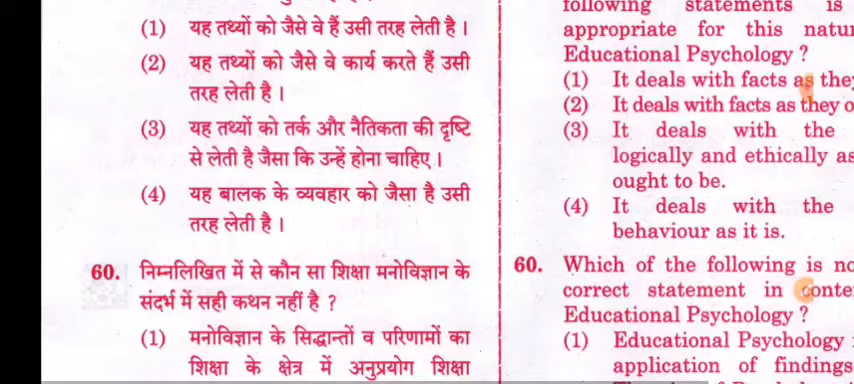 (1) यह तथ्यों को जैसे वे हैं उसी तरह लेती है ।
(2) यह तथ्यों को जैसे वे कार्य करते हैं उसी
तरह लेती है ।
(3) यह तथ्यों को तर्क और नैतिकता की दृष्टि
से लेती है जैसा कि उन्हें होना चाहिए ।
(4) यह बालक के व्यवहार को जैसा है उसी
तरह लेती है ।
60. निम्नलिखित में से कौन सा शिक्षा मनोविज्ञान के
संदर्भ में सही कथन नहीं है ?
(1) मनोविज्ञान के सिद्धान्तों व परिणामों का
शिक्षा के क्षेत्र में अनुप्रयोग शिक्षा
following statements is
appropriate for this natu
Educational Psychology ?
(1) It deals with facts as they
(2) It deals with facts as they o
(3) It deals with the
logically and ethically as
ought to be.
(4) It deals with the
behaviour as it is.
60. Which of the following is no
correct statement in conte
Educational Psychology ?
(1) Educational Psychology
application of findings